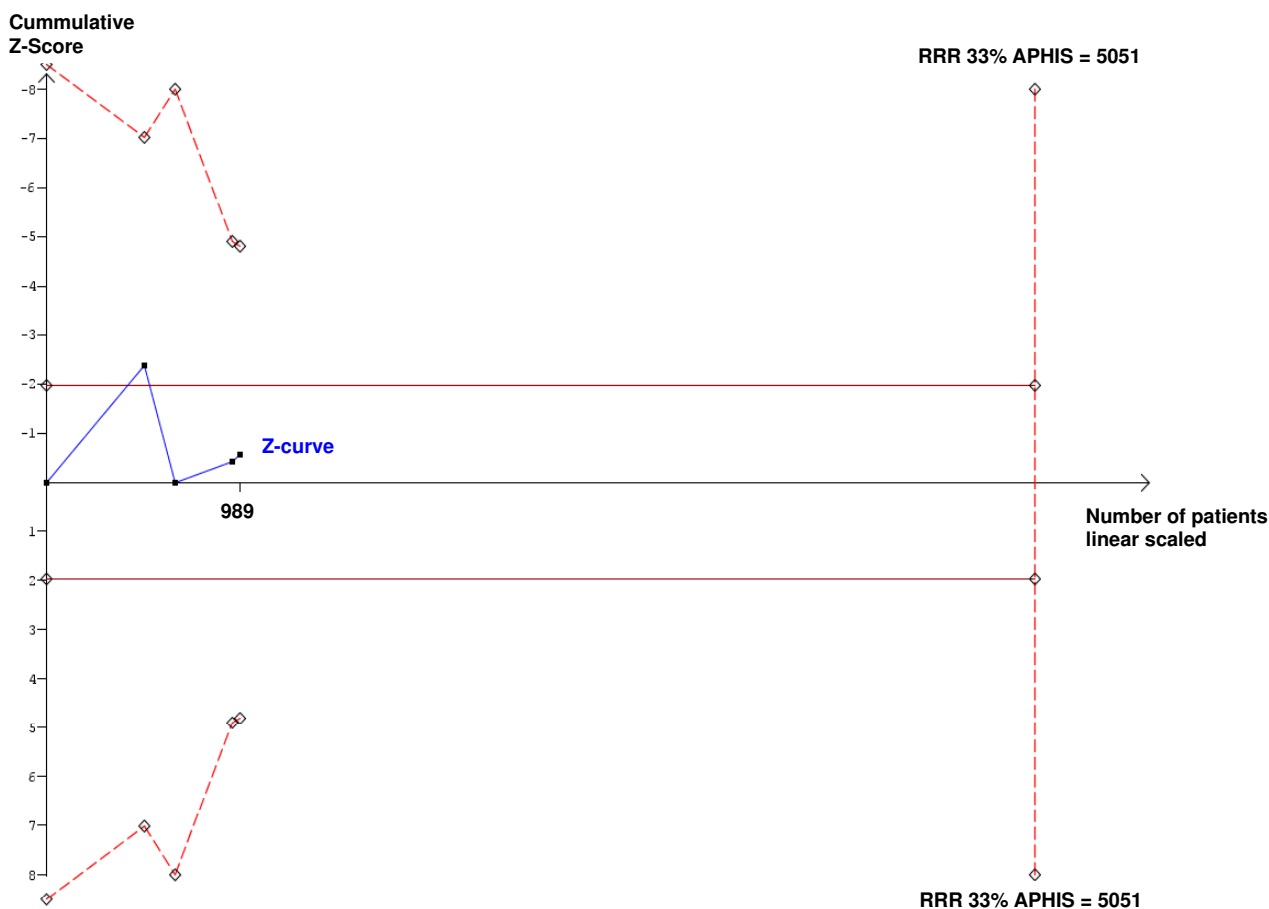 Cummulative
Z-Score
RRR 33% APHIS = 5051
-8
-7
-6
-5
-4
-3
-2
-1
Z-curve
989
Number of patients
linear scaled
1
2
3
4
5
6
7
8
RRR 33% APHIS = 5051